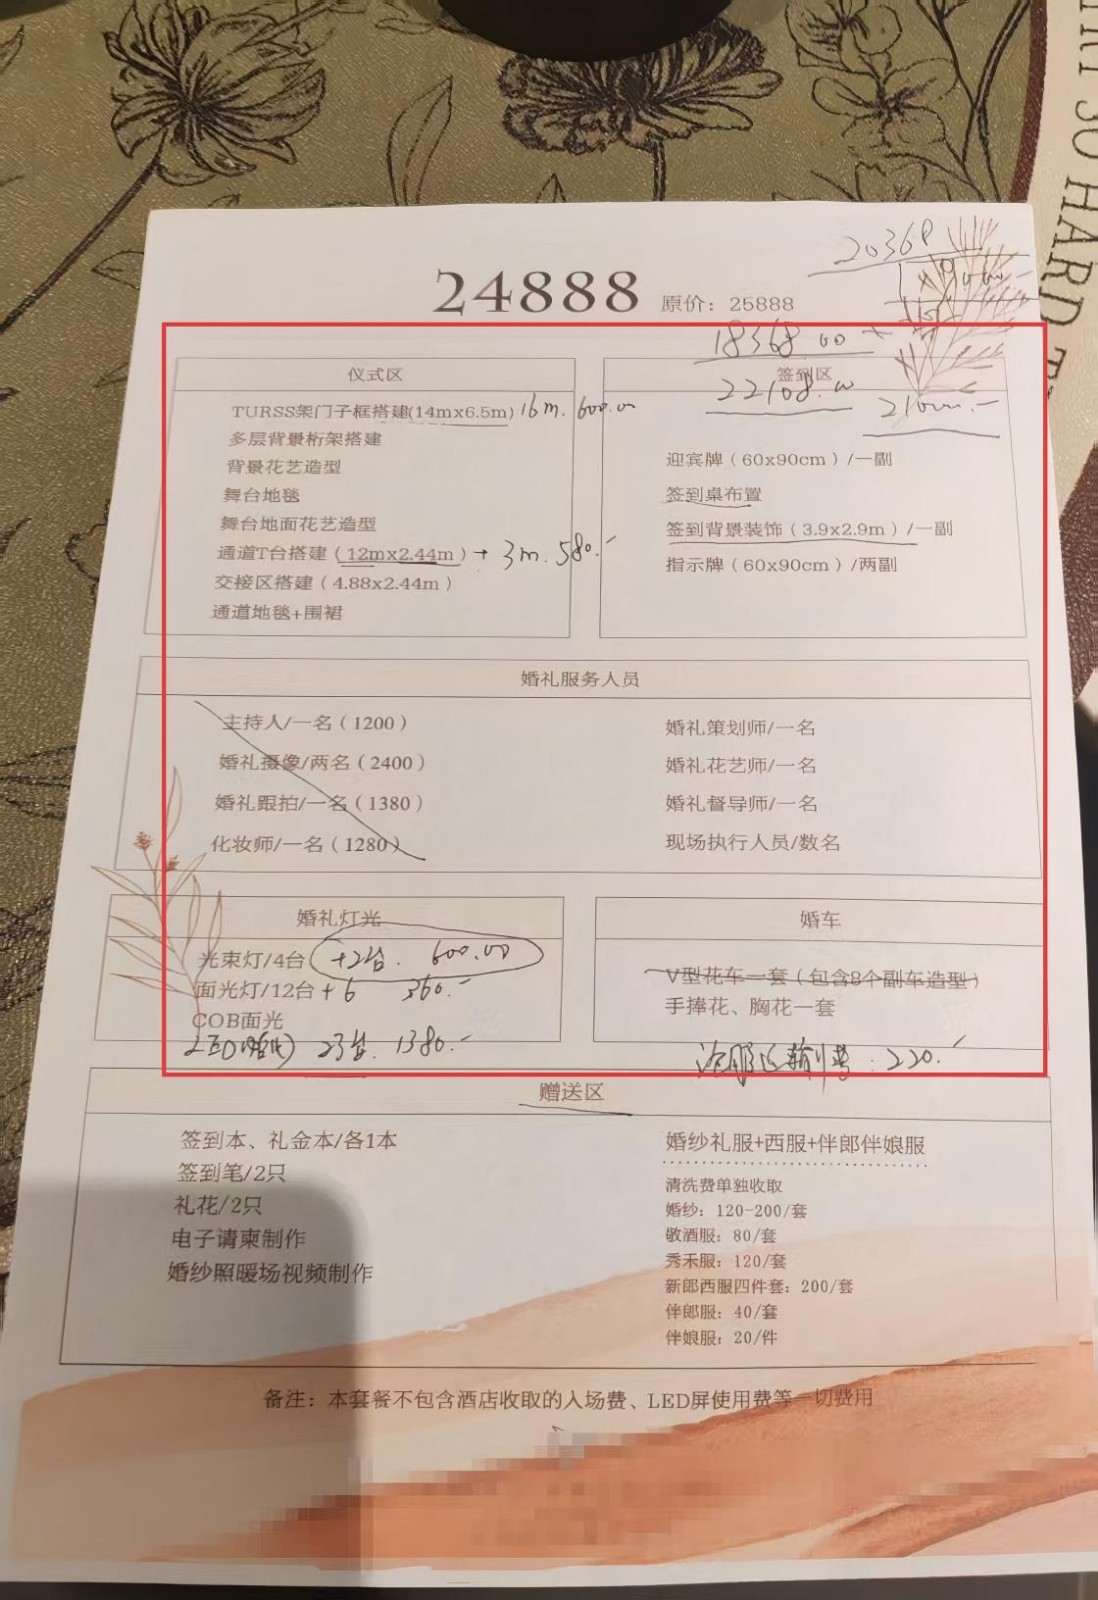 24888 原价：25888
20368
18368.00
22108.00
21000.-
仪式区
TURSS架门子框搭建(14mx6.5m) 16m. 600.00
多层背景桁架搭建
背景花艺造型
舞台地毯
舞台地面花艺造型
通道T台搭建（12mx2.44m）→ 3m. 580.-
交接区搭建（4.88x2.44m）
通道地毯+围裙
签到区
迎宾牌（60x90cm）/一副
签到桌布置
签到背景装饰（3.9x2.9m）/一副
指示牌（60x90cm）/两副
婚礼服务人员
主持人/一名（1200）
婚礼摄像/两名（2400）
婚礼跟拍/一名（1380）
化妆师/一名（1280）
婚礼策划师/一名
婚礼花艺师/一名
婚礼督导师/一名
现场执行人员/数名
婚礼灯光
光束灯/4台 +2台. 600.00
面光灯/12台 +6 360.-
COB面光
LED 23台. 1380.-
婚车
V型花车一套（包含8个副车造型）
手捧花、胸花一套
运输费: 220.-
赠送区
签到本、礼金本/各1本
签到笔/2只
礼花/2只
电子请柬制作
婚纱照暖场视频制作
婚纱礼服+西服+伴郎伴娘服
清洗费单独收取
婚纱：120-200/套
敬酒服：80/套
秀禾服：120/套
新郎西服四件套：200/套
伴郎服：40/套
伴娘服：20/件
备注：本套餐不包含酒店收取的入场费、LED屏使用费等一切费用